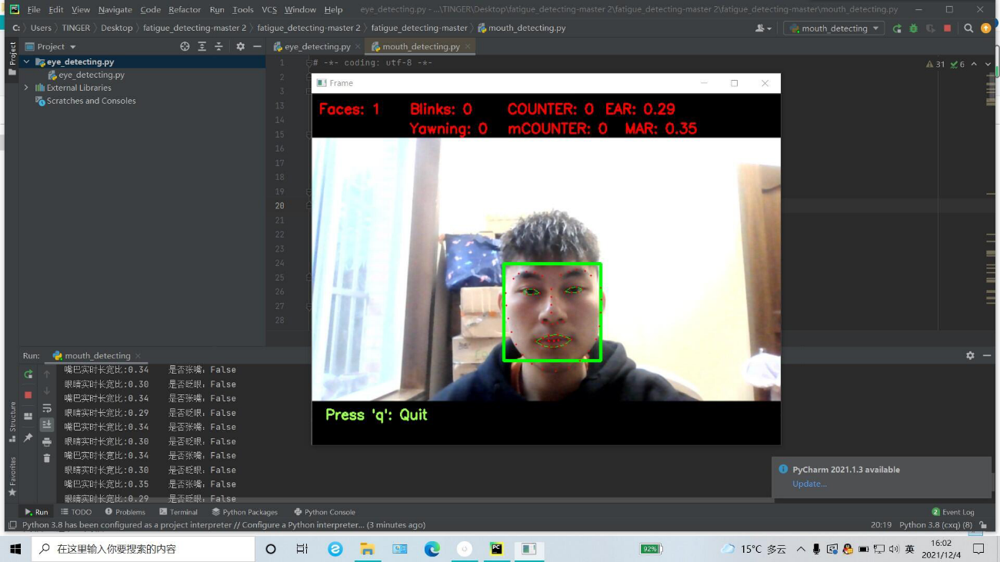 File Edit View Navigate Code Refactor Run Tools VCS Window Help eye_detecting.py - ...\TINGER\Desktop\fatigue_detecting-master 2\fatigue_detecting-master 2\fatigue_detecting-master\mouth_detecting.py
C: Users TINGER Desktop fatigue_detecting-master 2 fatigue_detecting-master 2 fatigue_detecting-master mouth_detecting.py mouth_detecting
Project
Project eye_detecting.py mouth_detecting.py
eye_detecting.py
eye_detecting.py
External Libraries
Scratches and Consoles
1 # -*- coding: utf-8 -*- 31 6
2
3
13
14
15
16
17
18
19
20
21
22
23
24
25
26
27
28
Frame
Faces: 1 Blinks: 0 COUNTER: 0 EAR: 0.29
Yawning: 0 mCOUNTER: 0 MAR: 0.35
Press 'q': Quit
Run: mouth_detecting
嘴巴实时长宽比:0.34 是否张嘴：False
眼睛实时长宽比:0.30 是否眨眼：False
嘴巴实时长宽比:0.34 是否张嘴：False
眼睛实时长宽比:0.29 是否眨眼：False
嘴巴实时长宽比:0.34 是否张嘴：False
眼睛实时长宽比:0.30 是否眨眼：False
嘴巴实时长宽比:0.34 是否张嘴：False
眼睛实时长宽比:0.30 是否眨眼：False
嘴巴实时长宽比:0.35 是否张嘴：False
眼睛实时长宽比:0.29 是否眨眼：False
Structure
Favorites
PyCharm 2021.1.3 available
Update...
Run TODO Problems Terminal Python Packages Python Console 2 Event Log
Python 3.8 has been configured as a project interpreter // Configure a Python interpreter... (3 minutes ago) 20:19 Python 3.8 (cxq) (8)
在这里输入你要搜索的内容 92% 15°C 多云 英 16:02
2021/12/4